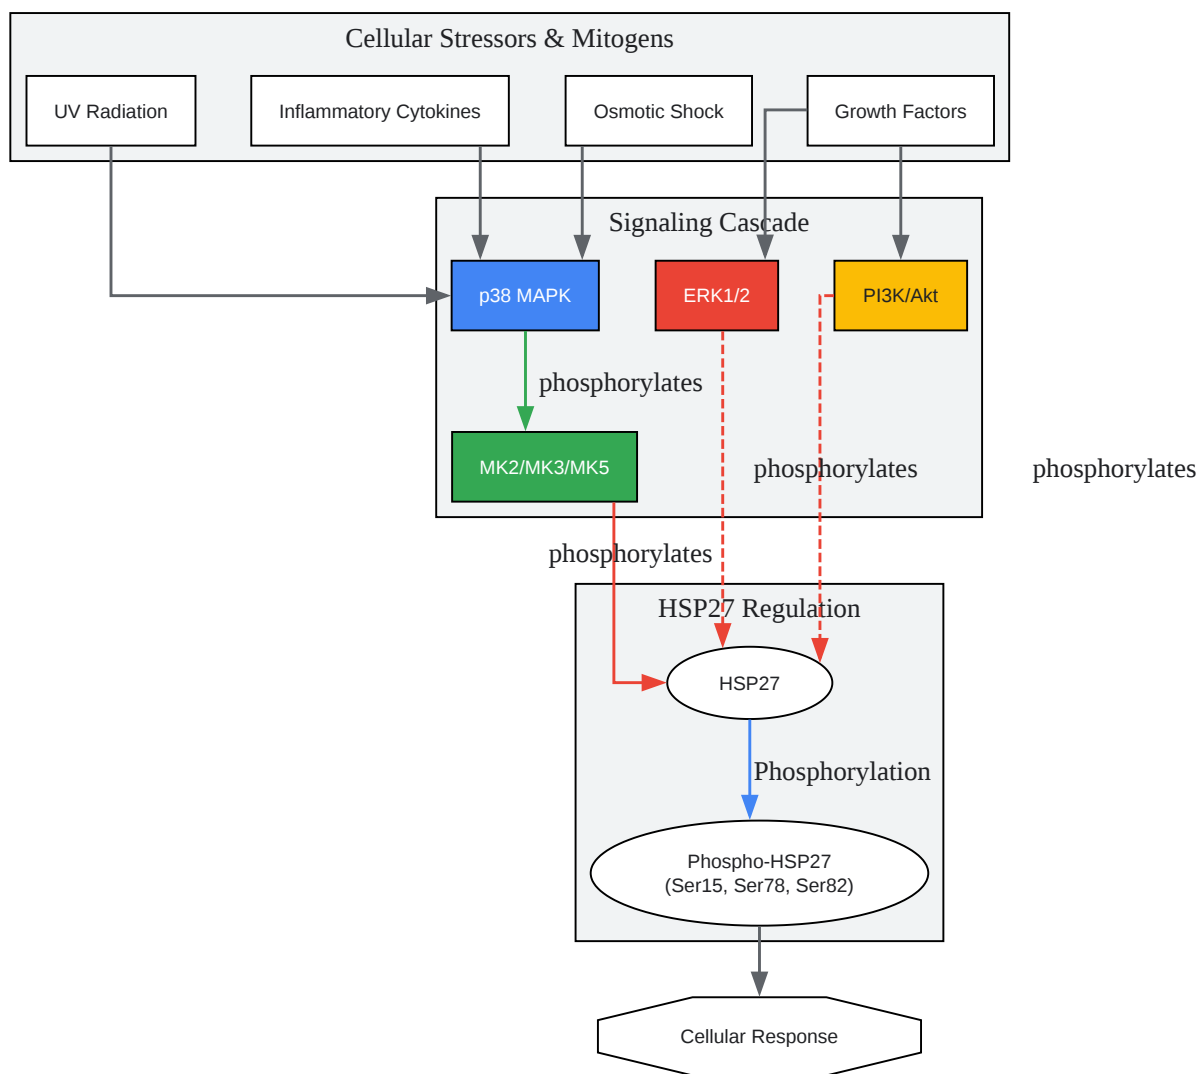 Cellular Stressors & Mitogens
UV Radiation
Inflammatory Cytokines
Osmotic Shock
Growth Factors
Signaling Cascade
p38 MAPK
ERK1/2
PI3K/Akt
phosphorylates
MK2/MK3/MK5
phosphorylates
phosphorylates
phosphorylates
HSP27 Regulation
HSP27
Phosphorylation
Phospho-HSP27
(Ser15, Ser78, Ser82)
Cellular Response